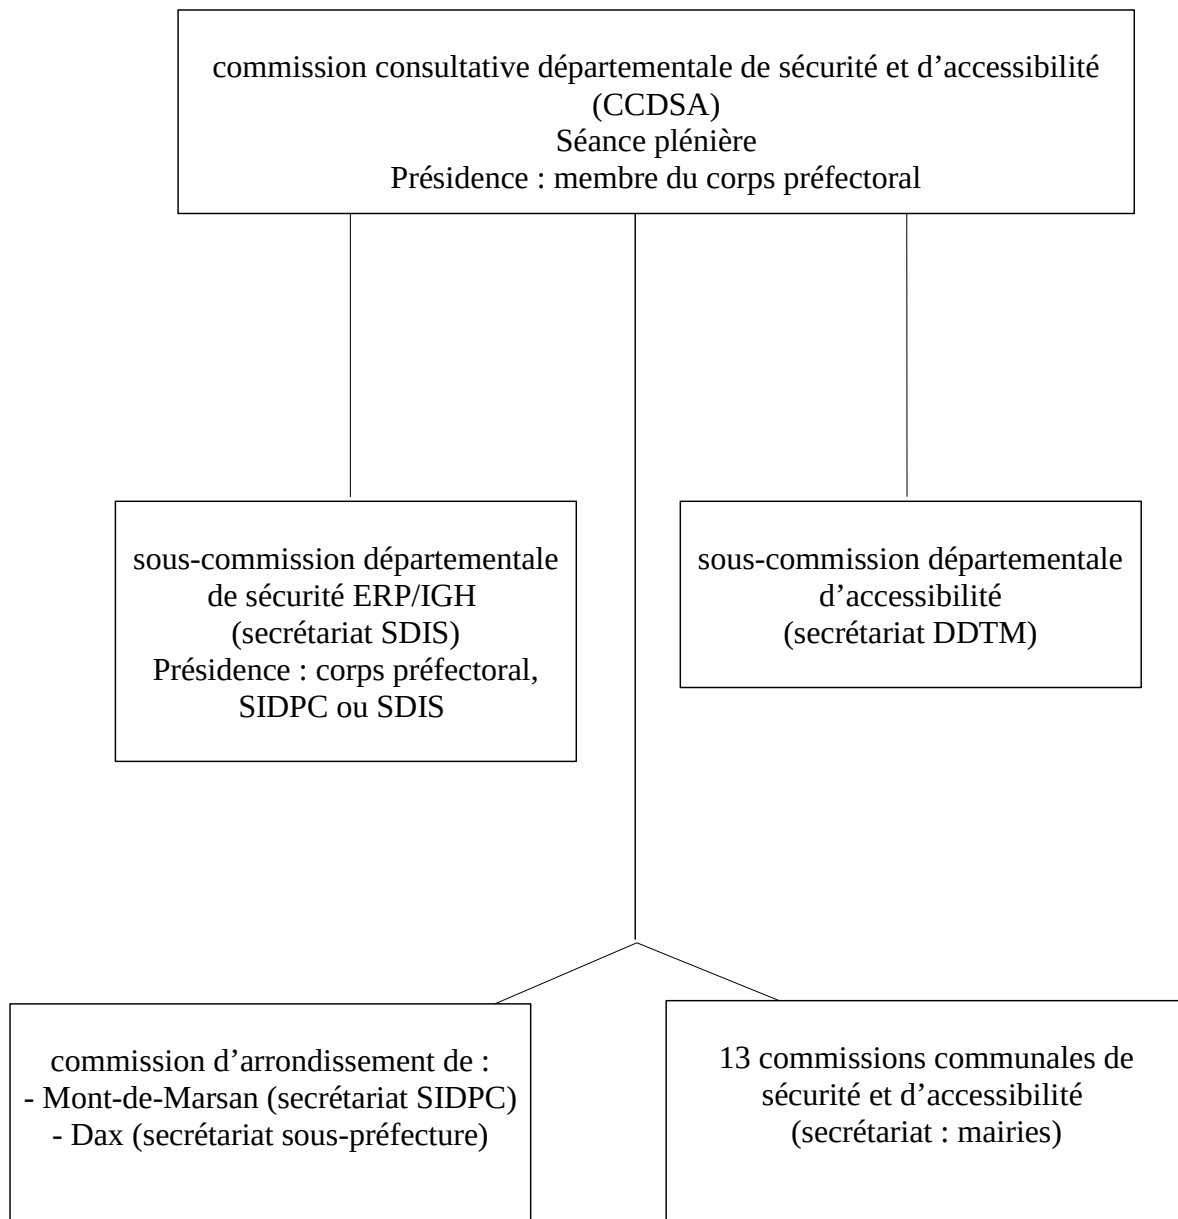 commission consultative départementale de sécurité et d’accessibilité
(CCDSA)
Séance plénière
Présidence : membre du corps préfectoral
sous-commission départementale
de sécurité ERP/IGH
(secrétariat SDIS)
Présidence : corps préfectoral,
SIDPC ou SDIS
sous-commission départementale
d’accessibilité
(secrétariat DDTM)
commission d’arrondissement de :
- Mont-de-Marsan (secrétariat SIDPC)
- Dax (secrétariat sous-préfecture)
13 commissions communales de
sécurité et d’accessibilité
(secrétariat : mairies)